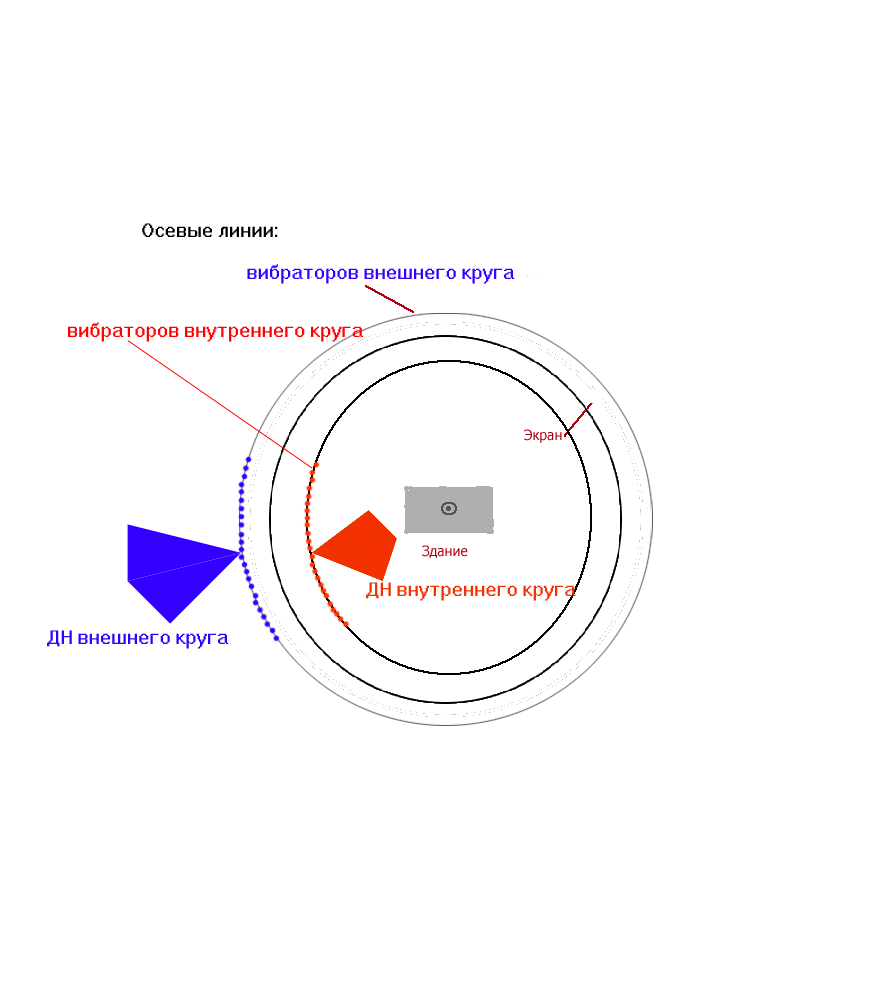 Осевые линии:
вибраторов внешнего круга
вибраторов внутреннего круга
Экран
Здание
ДН внутреннего круга
ДН внешнего круга